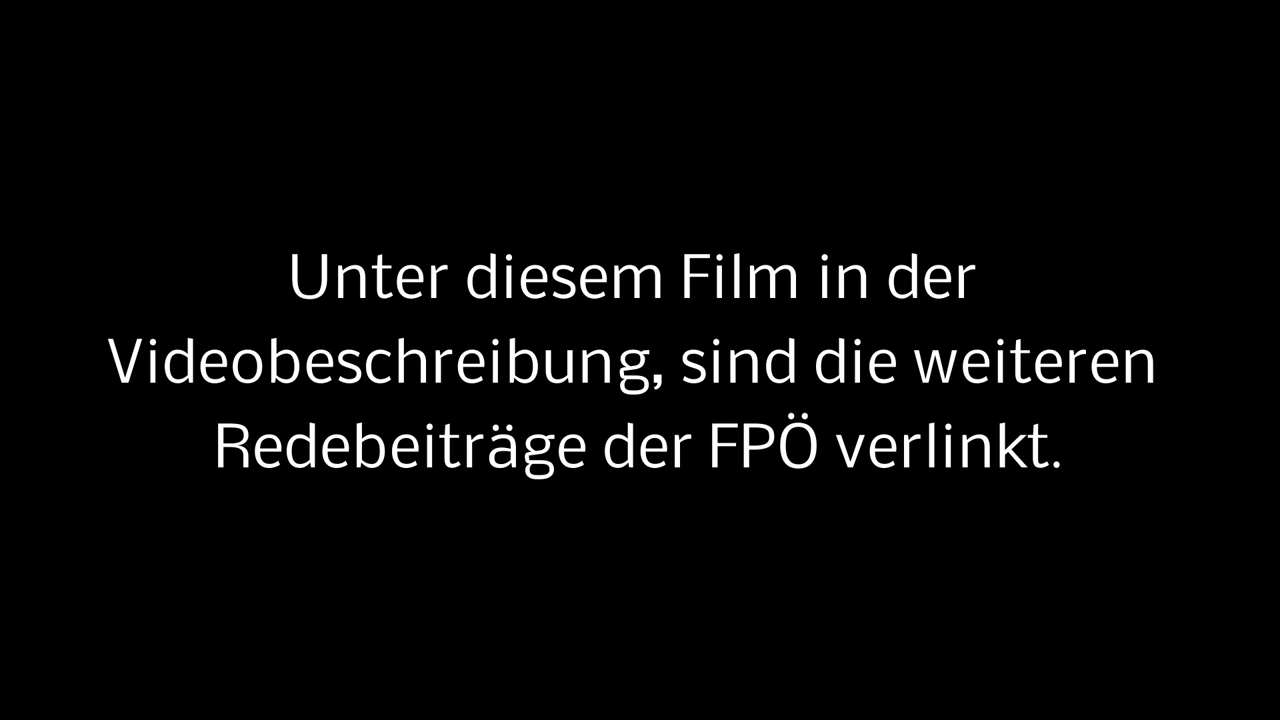 Unter diesem Film in der
Videobeschreibung, sind die weiteren
Redebeiträge der FPÖ verlinkt.